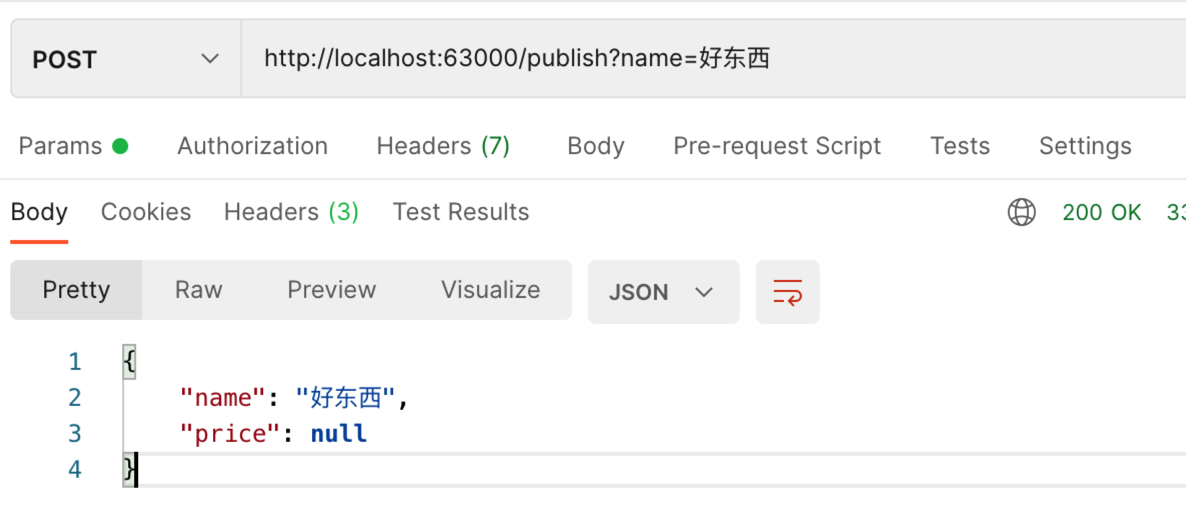 POST http://localhost:63000/publish?name=好东西
Params Authorization Headers (7) Body Pre-request Script Tests Settings
Body Cookies Headers (3) Test Results 200 OK 33
Pretty Raw Preview Visualize JSON
1 {
2 "name": "好东西",
3 "price": null
4 }